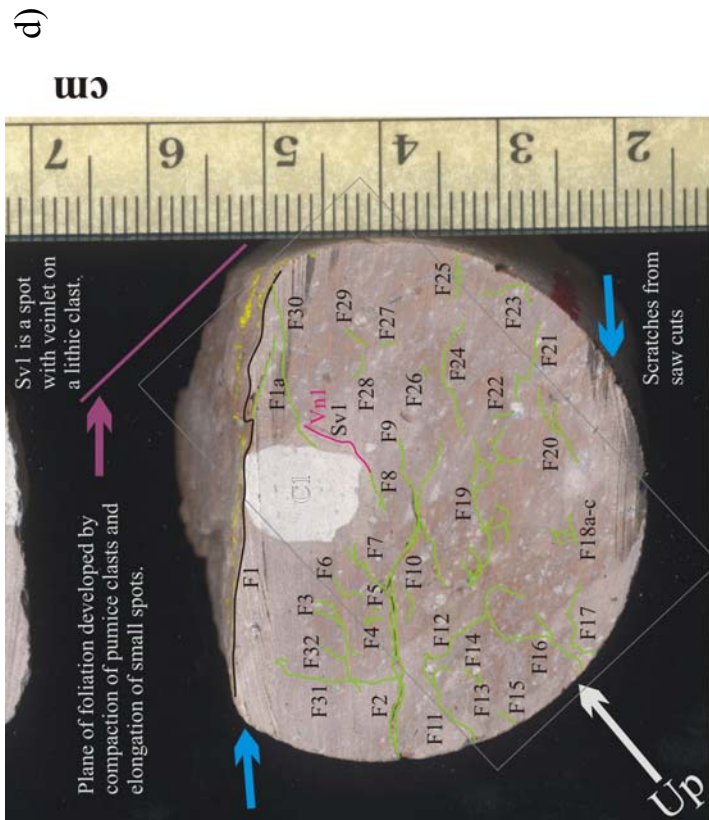 d)
cm
7
6
5
4
3
2
Sv1 is a spot
with veinlet on
a lithic clast.
Plane of foliation developed by
compaction of pumice clasts and
elongation of small spots.
F1
F1a
F30
F29
F27
F28
F26
F25
F24
F23
F22
F21
F20
F19
F18a-c
F17
F16
F15
F14
F13
F12
F11
F10
F9
F8
F7
F6
F5
F4
F3
F32
F31
F2
C1
Vn1
Sv1
Scratches from
saw cuts
Up